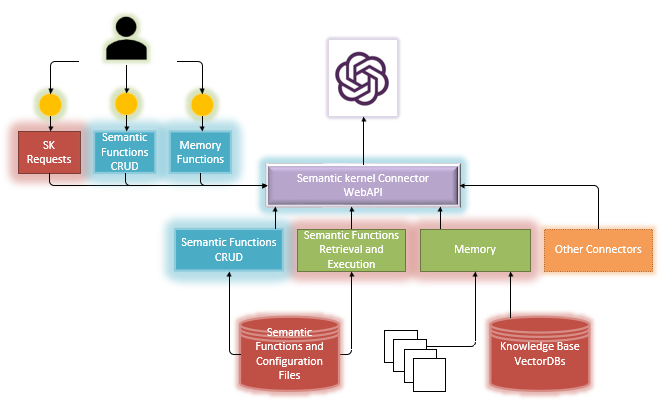 SK
Requests
Semantic
Functions
CRUD
Memory
Functions
Semantic kernel Connector
WebAPI
Semantic Functions
CRUD
Semantic Functions
Retrieval and
Execution
Memory
Other Connectors
Semantic
Functions and
Configuration
Files
Knowledge Base
VectorDBs